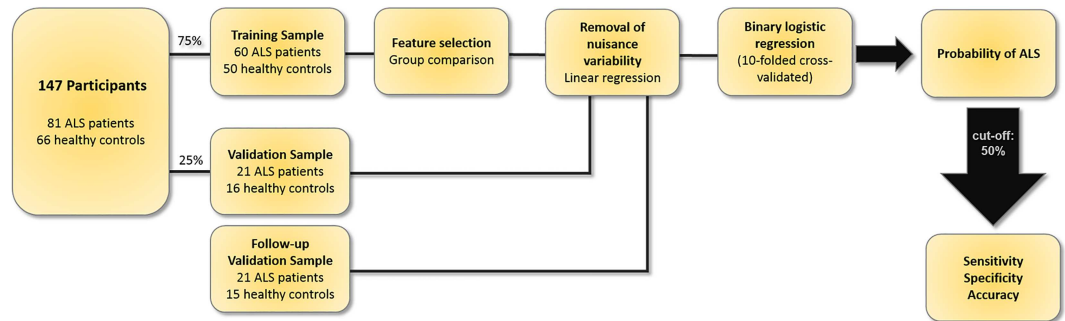 147 Participants
81 ALS patients
66 healthy controls
75%
25%
Training Sample
60 ALS patients
50 healthy controls
Validation Sample
21 ALS patients
16 healthy controls
Follow-up
Validation Sample
21 ALS patients
15 healthy controls
Feature selection
Group comparison
Removal of
nuisance
variability
Linear regression
Binary logistic
regression
(10-folded cross-
validated)
Probability of ALS
cut-off:
50%
Sensitivity
Specificity
Accuracy